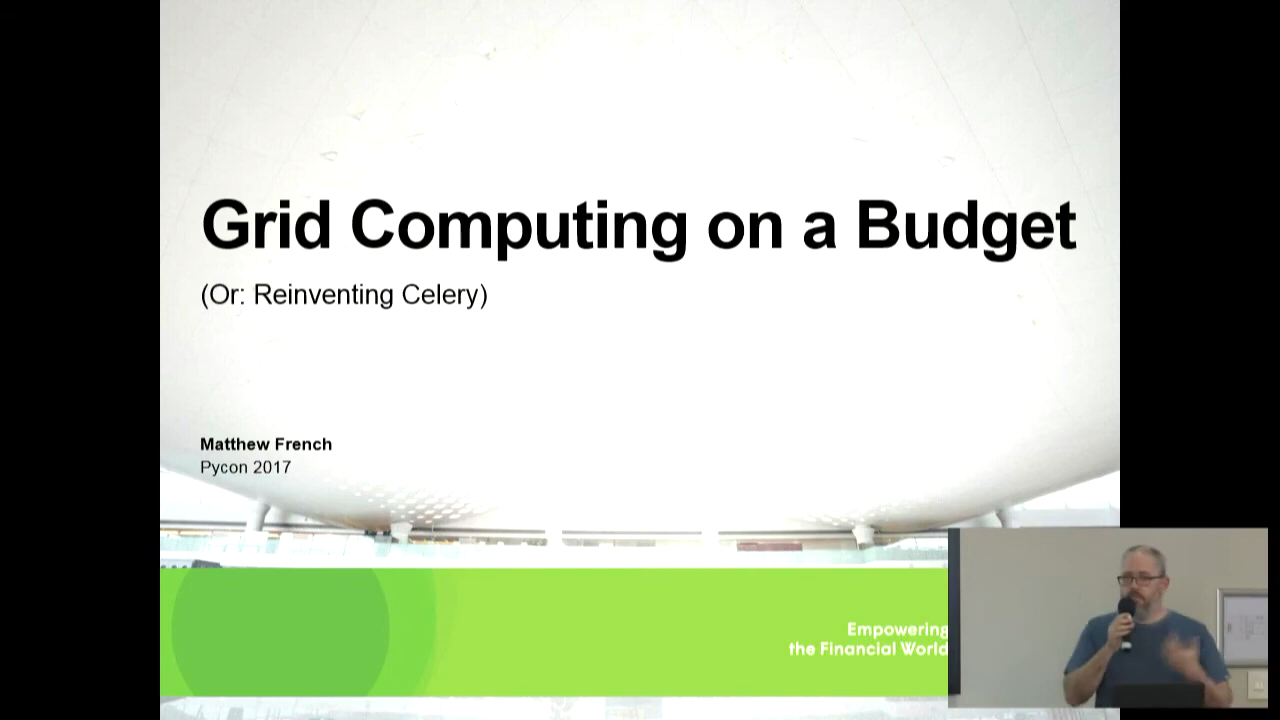 Grid Computing on a Budget
(Or: Reinventing Celery)
Matthew French
Pycon 2017
Empowering
the Financial World